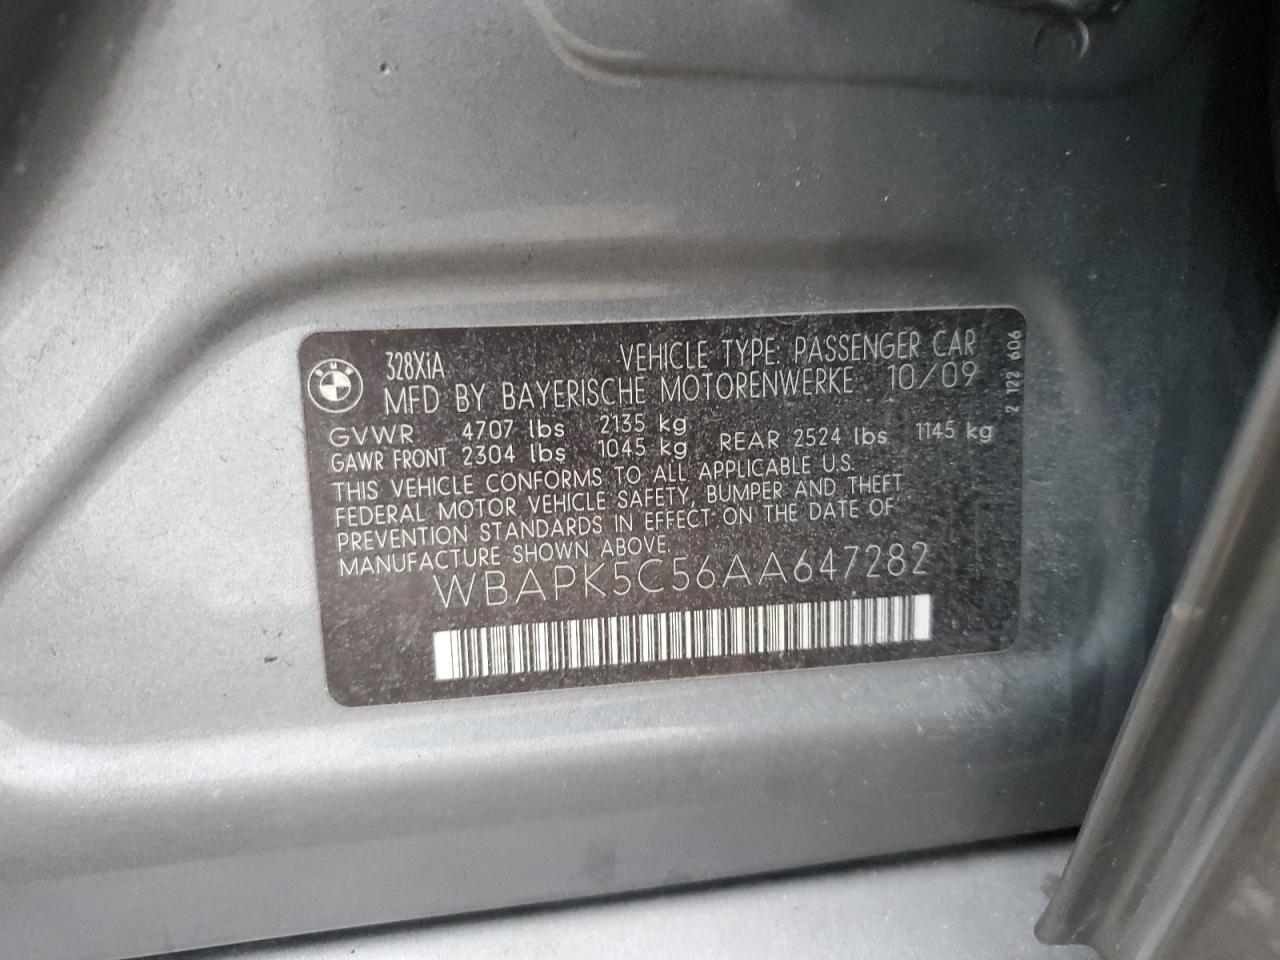 BMW
328XiA VEHICLE TYPE PASSENGER CAR
MFD BY BAYERISCHE MOTORENWERKE 10/09
GVWR 4707 lbs 2135 kg
GAWR FRONT 2304 lbs 1045 kg REAR 2524 lbs 1145 kg
THIS VEHICLE CONFORMS TO ALL APPLICABLE U.S.
FEDERAL MOTOR VEHICLE SAFETY, BUMPER AND THEFT
PREVENTION STANDARDS IN EFFECT ON THE DATE OF
MANUFACTURE SHOWN ABOVE.
WBAPK5C56AA647282
2 122 606